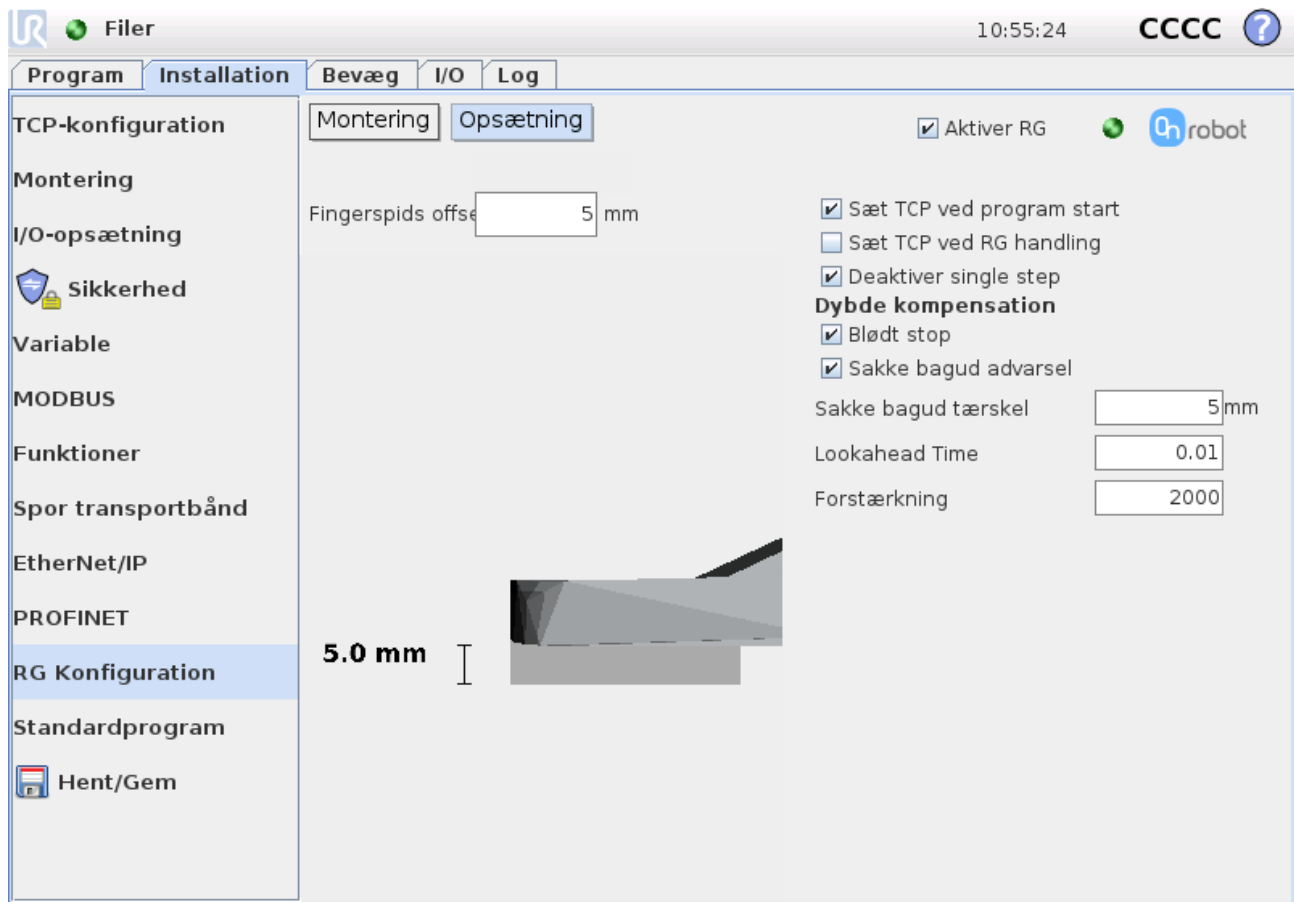 Filer
10:55:24
CCCC
?
Program
Installation
Bevæg
I/O
Log
TCP-konfiguration
Montering
I/O-opsætning
Sikkerhed
Variable
MODBUS
Funktioner
Spor transportbånd
EtherNet/IP
PROFINET
RG Konfiguration
Standardprogram
Hent/Gem
Montering
Opsætning
Aktiver RG
On robot
Fingerspids offse 5 mm
Sæt TCP ved program start
Sæt TCP ved RG handling
Deaktiver single step
Dybde kompensation
Blødt stop
Sakke bagud advarsel
Sakke bagud tærskel 5 mm
Lookahead Time 0.01
Forstærkning 2000
5.0 mm